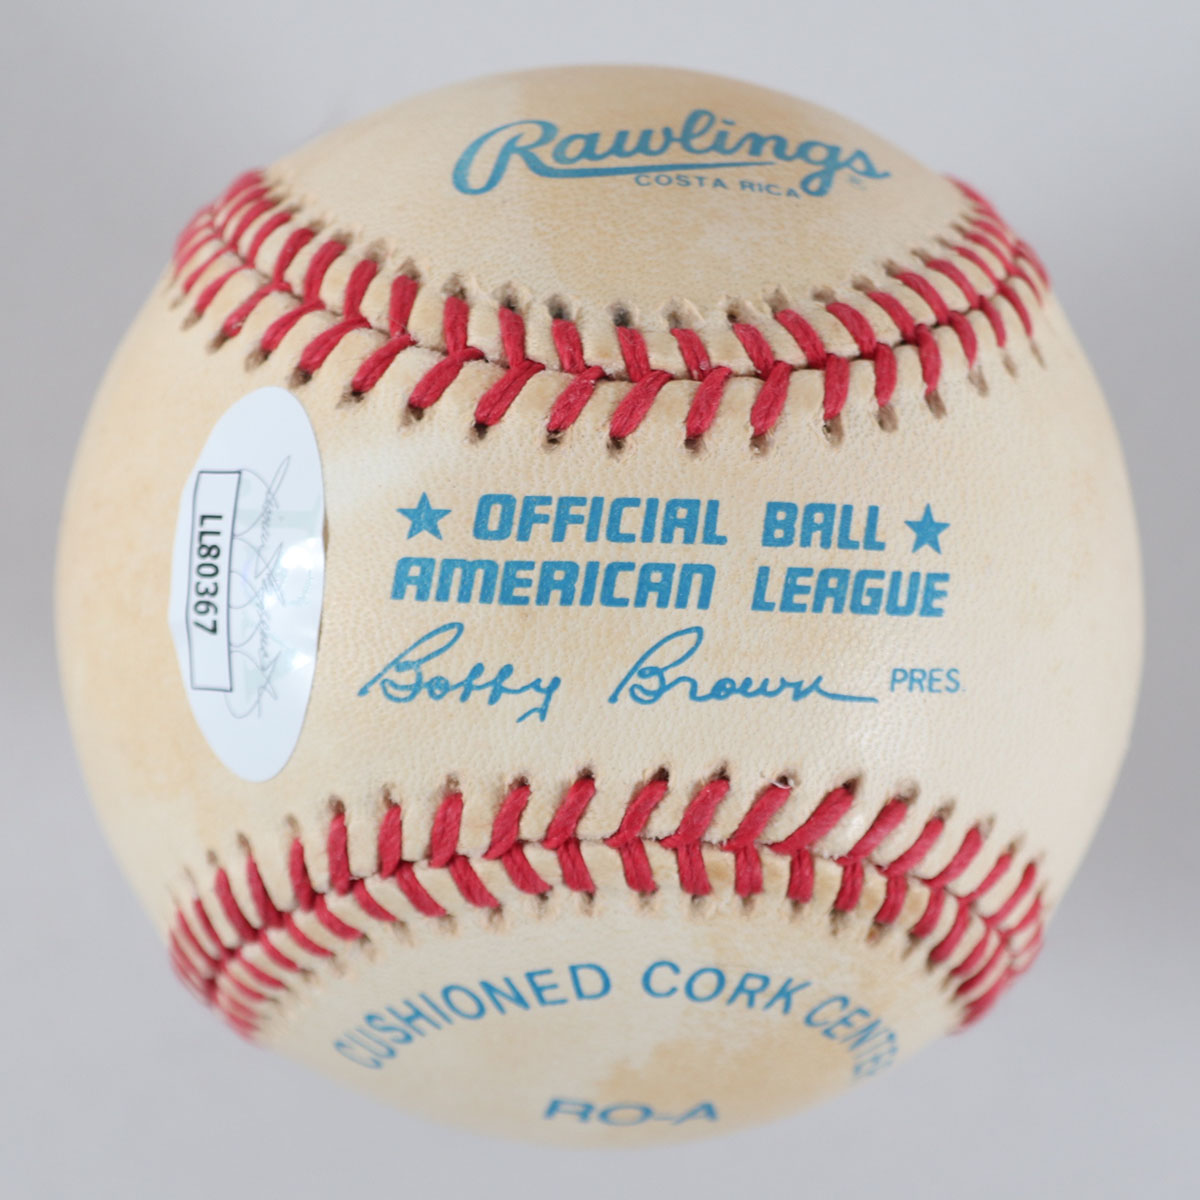 Rawlings
COSTA RICA
OFFICIAL BALL
AMERICAN LEAGUE
Bobby Brown PRES.
LL80367
CUSHIONED CORK CENTER
RO-A